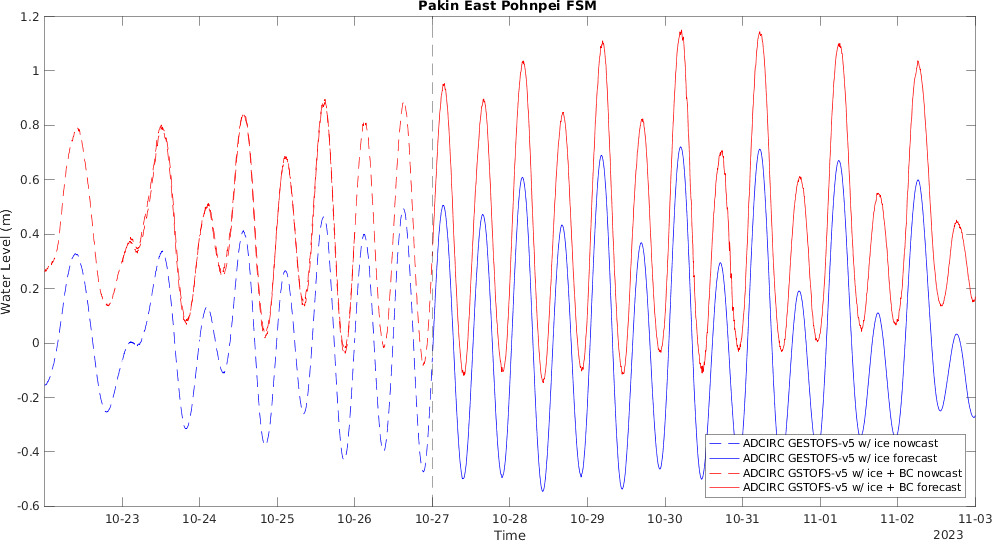 Pakin East Pohnpei FSM
1.2
1
0.8
0.6
0.4
0.2
0
-0.2
-0.4
-0.6
Water Level (m)
ADCIRC GESTOFS-v5 w/ ice nowcast
ADCIRC GESTOFS-v5 w/ ice forecast
ADCIRC GSTOFS-v5 w/ ice + BC nowcast
ADCIRC GSTOFS-v5 w/ ice + BC forecast
10-23 10-24 10-25 10-26 10-27 10-28 10-29 10-30 10-31 11-01 11-02 11-03
Time
2023